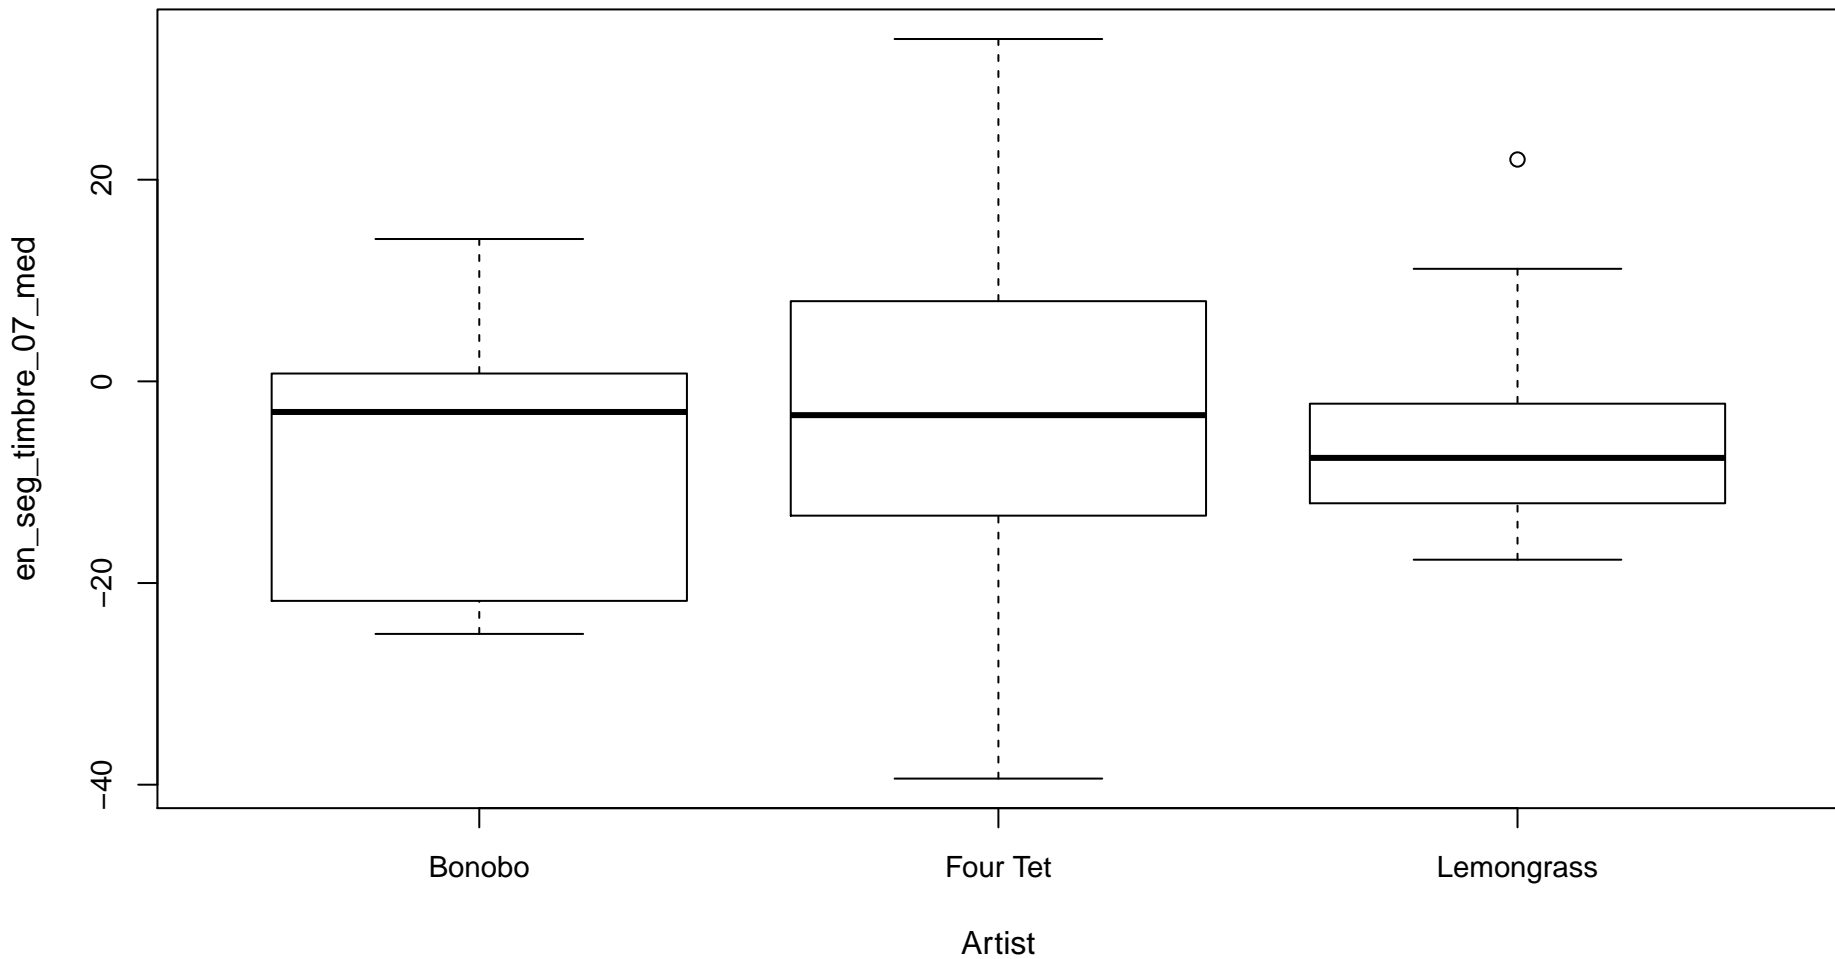 en_seg_timbre_07_med
20
0
−20
−40
Bonobo
Four Tet
Lemongrass
Artist